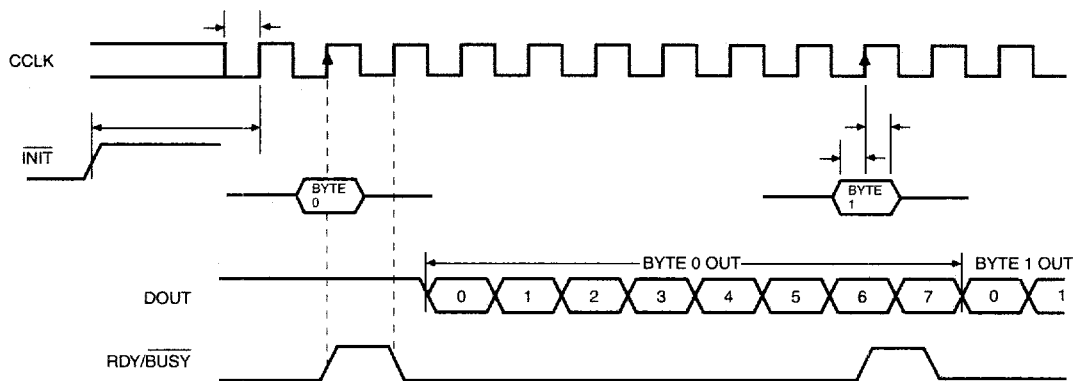 CCLK
INIT
BYTE
0
BYTE
1
BYTE 0 OUT
BYTE 1 OUT
DOUT
0 1 2 3 4 5 6 7 0 1
RDY/BUSY